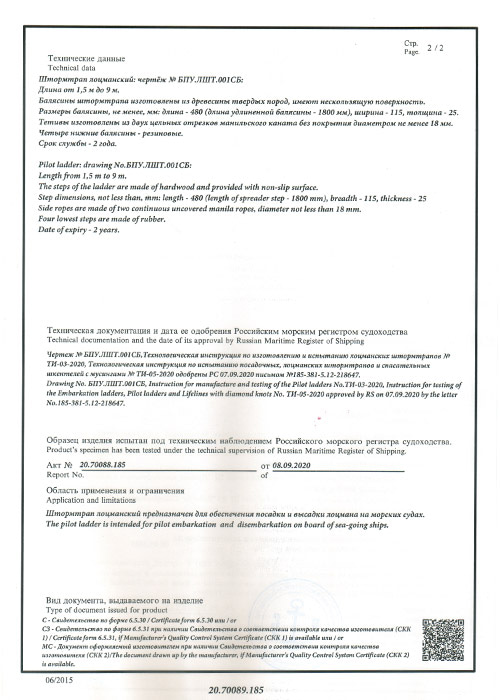 Стр.
Page. 2 / 2
Технические данные
Technical data
Штормтрап лоцманский: чертёж № БПУ.ЛШТ.001СБ:
Длина от 1,5 м до 9 м.
Балясины штормтрапа изготовлены из древесины твердых пород, имеют нескользящую поверхность.
Размеры балясины, не менее, мм: длина - 480 (длина удлиненной балясины - 1800 мм), ширина - 115, толщина - 25.
Тетивы изготовлены из двух цельных отрезков манильского каната без покрытия диаметром не менее 18 мм.
Четыре нижние балясины - резиновые.
Срок службы - 2 года.
Pilot ladder: drawing No.БПУ.ЛШТ.001СБ:
Length from 1,5 m to 9 m.
The steps of the ladder are made of hardwood and provided with non-slip surface.
Step dimensions, not less than, mm: length - 480 (length of spreader step - 1800 mm), breadth - 115, thickness - 25
Side ropes are made of two continuous uncovered manila ropes, diameter not less than 18 mm.
Four lowest steps are made of rubber.
Date of expiry - 2 years.
Техническая документация и дата ее одобрения Российским морским регистром судоходства
Technical documentation and the date of its approval by Russian Maritime Register of Shipping
Чертеж № БПУ.ЛШТ.001СБ,Технологическая инструкция по изготовлению и испытанию лоцманских штормтрапов №
ТИ-03-2020, Технологическая инструкция по испытанию посадочных, лоцманских штормтрапов и спасательных
шкентелей с мусингами № ТИ-05-2020 одобрены РС 07.09.2020 письмом №185-381-5.12-218647.
Drawing No. БПУ.ЛШТ.001СБ, Instruction for manufacture and testing of the Pilot ladders No.ТИ-03-2020, Instruction for testing of
the Embarkation ladders, Pilot ladders and Lifelines with diamond knots No. ТИ-05-2020 approved by RS on 07.09.2020 by the letter
No.185-381-5.12-218647.
Образец изделия испытан под техническим наблюдением Российского морского регистра судоходства.
Product's specimen has been tested under the technical supervision of Russian Maritime Register of Shipping.
Акт № 20.70088.185 от 08.09.2020
Report No. of
Область применения и ограничения
Application and limitations
Штормтрап лоцманский предназначен для обеспечения посадки и высадки лоцмана на морских судах.
The pilot ladder is intended for pilot embarkation and disembarkation on board of sea-going ships.
Вид документа, выдаваемого на изделие
Type of document issued for product
С - Свидетельство по форме 6.5.30 / Certificate form 6.5.30 или / or
СЗ - Свидетельство по форме 6.5.31 при наличии Свидетельства о соответствии контроля качества изготовителя (СКК
1) / Certificate form 6.5.31, if Manufacturer's Quality Control System Certificate (СКК 1) is available или / or
МС - Документ оформляемый изготовителем при наличии Свидетельства о соответствии контроля качества
изготовителя (СКК 2)/The document drawn up by the manufacturer, if Manufacturer's Quality Control System Certificate (СКК 2)
is available.
06/2015
20.70089.185